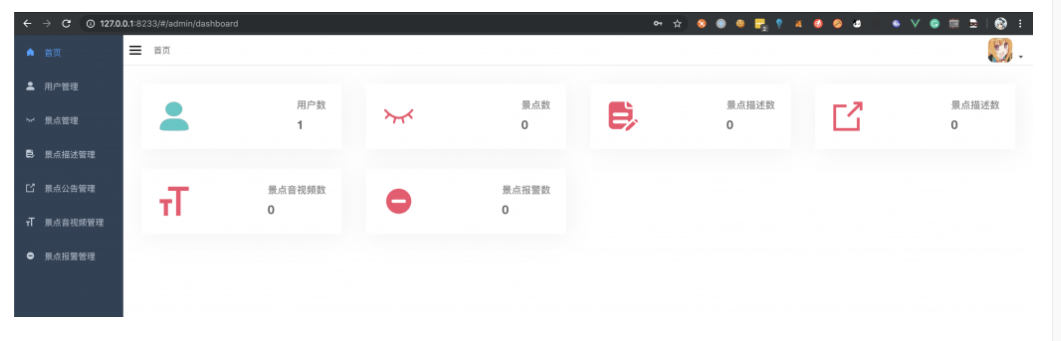 127.0.0.1:8233/#/admin/dashboard
首页
首页
用户管理
景点管理
景点描述管理
景点公告管理
景点音视频管理
景点报警管理
用户数
1
景点数
0
景点描述数
0
景点描述数
0
景点音视频数
0
景点报警数
0